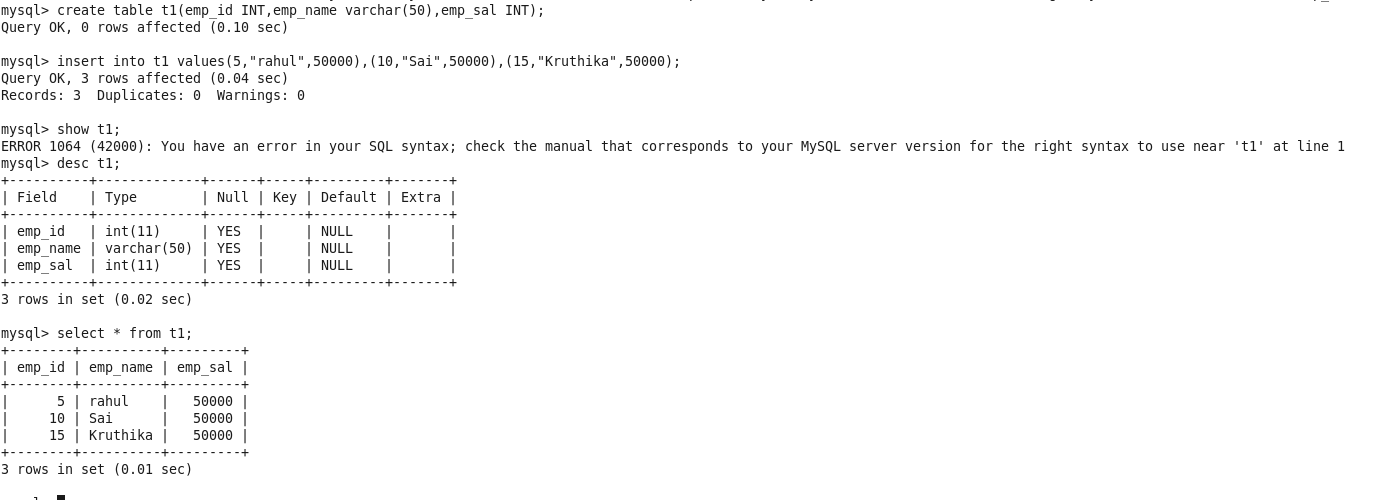 mysql> create table t1(emp_id INT,emp_name varchar(50),emp_sal INT);
Query OK, 0 rows affected (0.10 sec)

mysql> insert into t1 values(5,"rahul",50000),(10,"Sai",50000),(15,"Kruthika",50000);
Query OK, 3 rows affected (0.04 sec)
Records: 3  Duplicates: 0  Warnings: 0

mysql> show t1;
ERROR 1064 (42000): You have an error in your SQL syntax; check the manual that corresponds to your MySQL server version for the right syntax to use near 't1' at line 1
mysql> desc t1;
+----------+-------------+------+-----+---------+-------+
| Field    | Type        | Null | Key | Default | Extra |
+----------+-------------+------+-----+---------+-------+
| emp_id   | int(11)     | YES  |     | NULL    |       |
| emp_name | varchar(50) | YES  |     | NULL    |       |
| emp_sal  | int(11)     | YES  |     | NULL    |       |
+----------+-------------+------+-----+---------+-------+
3 rows in set (0.02 sec)

mysql> select * from t1;
+--------+----------+---------+
| emp_id | emp_name | emp_sal |
+--------+----------+---------+
|      5 | rahul    |   50000 |
|     10 | Sai      |   50000 |
|     15 | Kruthika |   50000 |
+--------+----------+---------+
3 rows in set (0.01 sec)